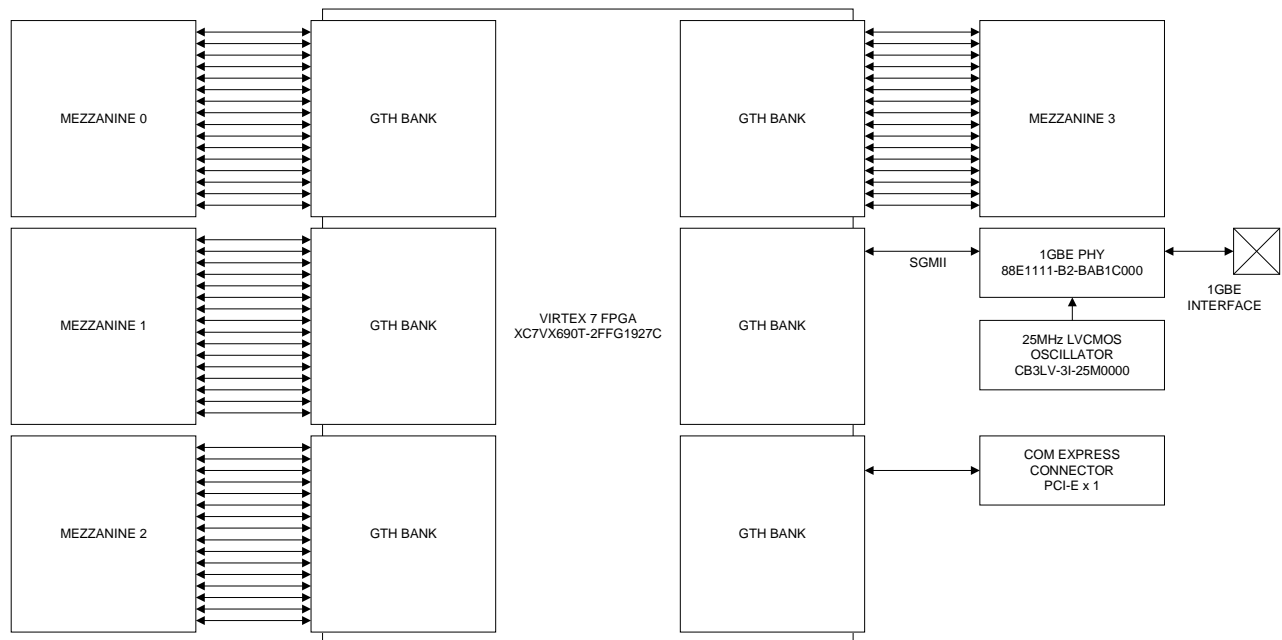 MEZZANINE 0
GTH BANK
GTH BANK
MEZZANINE 3
MEZZANINE 1
GTH BANK
VIRTEX 7 FPGA
XC7VX690T-2FFG1927C
GTH BANK
SGMII
1GBE PHY
88E1111-B2-BAB1C000
1GBE
INTERFACE
25MHz LVCMOS
OSCILLATOR
CB3LV-3I-25M0000
MEZZANINE 2
GTH BANK
GTH BANK
COM EXPRESS
CONNECTOR
PCI-E x 1